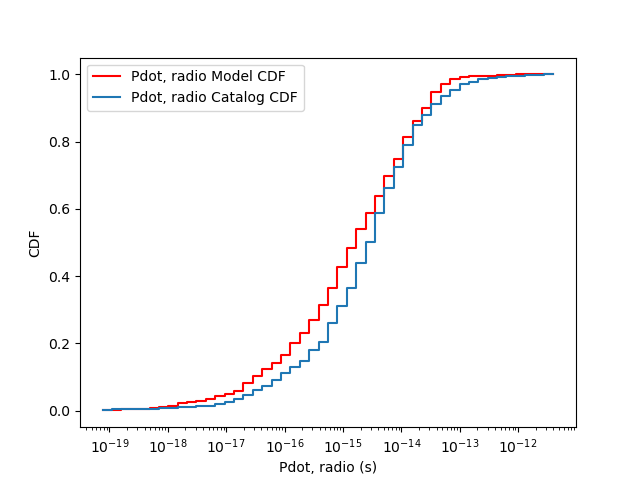 Pdot, radio Model CDF
Pdot, radio Catalog CDF
1.0
0.8
0.6
0.4
0.2
0.0
CDF
10⁻¹⁹ 10⁻¹⁸ 10⁻¹⁷ 10⁻¹⁶ 10⁻¹⁵ 10⁻¹⁴ 10⁻¹³ 10⁻¹²
Pdot, radio (s)